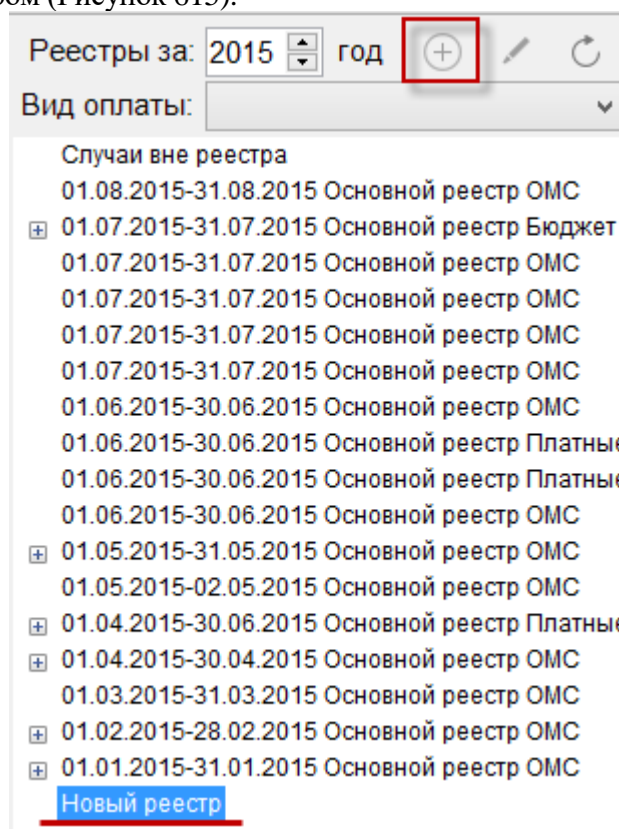 ом (Рисунок 615).
Реестры за: 2015 год
Вид оплаты:
Случаи вне реестра
01.08.2015-31.08.2015 Основной реестр ОМС
01.07.2015-31.07.2015 Основной реестр Бюджет
01.07.2015-31.07.2015 Основной реестр ОМС
01.07.2015-31.07.2015 Основной реестр ОМС
01.07.2015-31.07.2015 Основной реестр ОМС
01.07.2015-31.07.2015 Основной реестр ОМС
01.06.2015-30.06.2015 Основной реестр ОМС
01.06.2015-30.06.2015 Основной реестр Платные
01.06.2015-30.06.2015 Основной реестр Платные
01.06.2015-30.06.2015 Основной реестр ОМС
01.05.2015-31.05.2015 Основной реестр ОМС
01.05.2015-02.05.2015 Основной реестр ОМС
01.04.2015-30.06.2015 Основной реестр Платные
01.04.2015-30.04.2015 Основной реестр ОМС
01.03.2015-31.03.2015 Основной реестр ОМС
01.02.2015-28.02.2015 Основной реестр ОМС
01.01.2015-31.01.2015 Основной реестр ОМС
Новый реестр